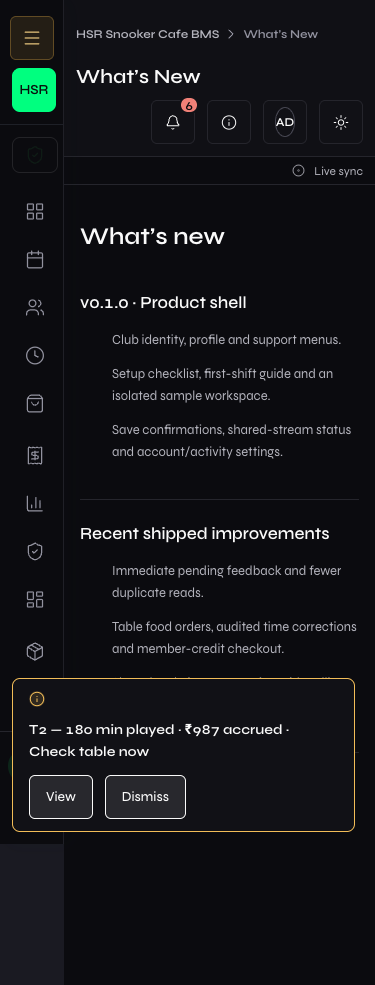 HSR Snooker Cafe BMS > What's New
HSR
What's New
6
AD
Live sync
What's new
v0.1.0 · Product shell
Club identity, profile and support menus.
Setup checklist, first-shift guide and an
isolated sample workspace.
Save confirmations, shared-stream status
and account/activity settings.
Recent shipped improvements
Immediate pending feedback and fewer
duplicate reads.
Table food orders, audited time corrections
and member-credit checkout.
T2 — 180 min played · ₹987 accrued ·
Check table now
View
Dismiss